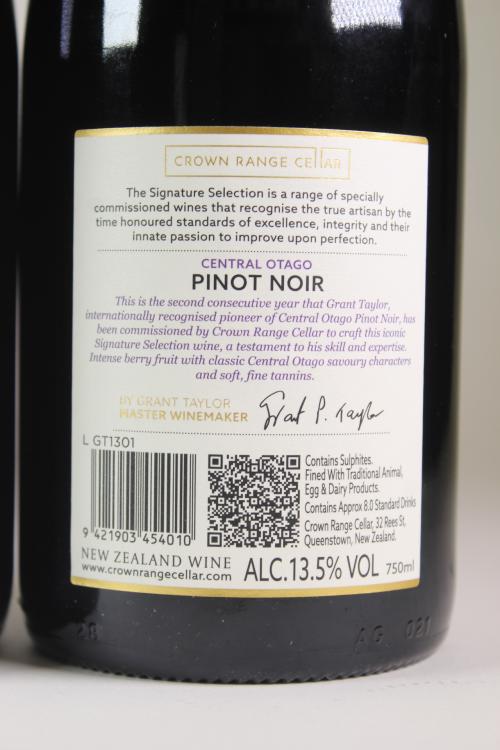 CROWN RANGE CELLAR
The Signature Selection is a range of specially
commissioned wines that recognise the true artisan by the
time honoured standards of excellence, integrity and their
innate passion to improve upon perfection.
CENTRAL OTAGO
PINOT NOIR
This is the second consecutive year that Grant Taylor,
internationally recognised pioneer of Central Otago Pinot Noir, has
been commissioned by Crown Range Cellar to craft this iconic
Signature Selection wine, a testament to his skill and expertise.
Intense berry fruit with classic Central Otago savoury characters
and soft, fine tannins.
BY GRANT TAYLOR
MASTER WINEMAKER
Grant P. Taylor
L GT1301
9 421903 454010
Contains Sulphites.
Fined With Traditional Animal,
Egg & Dairy Products.
Contains Approx 8.0 Standard Drinks
Crown Range Cellar, 32 Rees St,
Queenstown, New Zealand.
NEW ZEALAND WINE
www.crownrangecellar.com
ALC.13.5% VOL 750ml